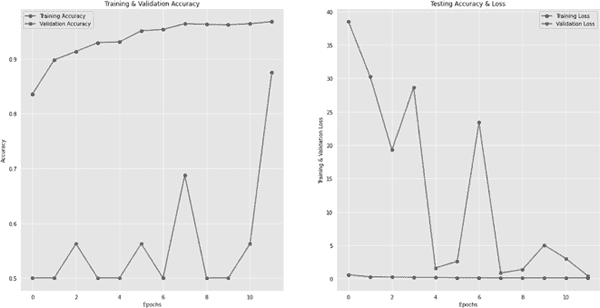 Training & Validation Accuracy
Training Accuracy
Validation Accuracy
0.9
0.8
0.7
0.6
0.5
Accuracy
0 2 4 6 8 10
Epochs
Testing Accuracy & Loss
Training Loss
Validation Loss
40
35
30
25
20
15
10
5
0
Training & Validation Loss
0 2 4 6 8 10
Epochs